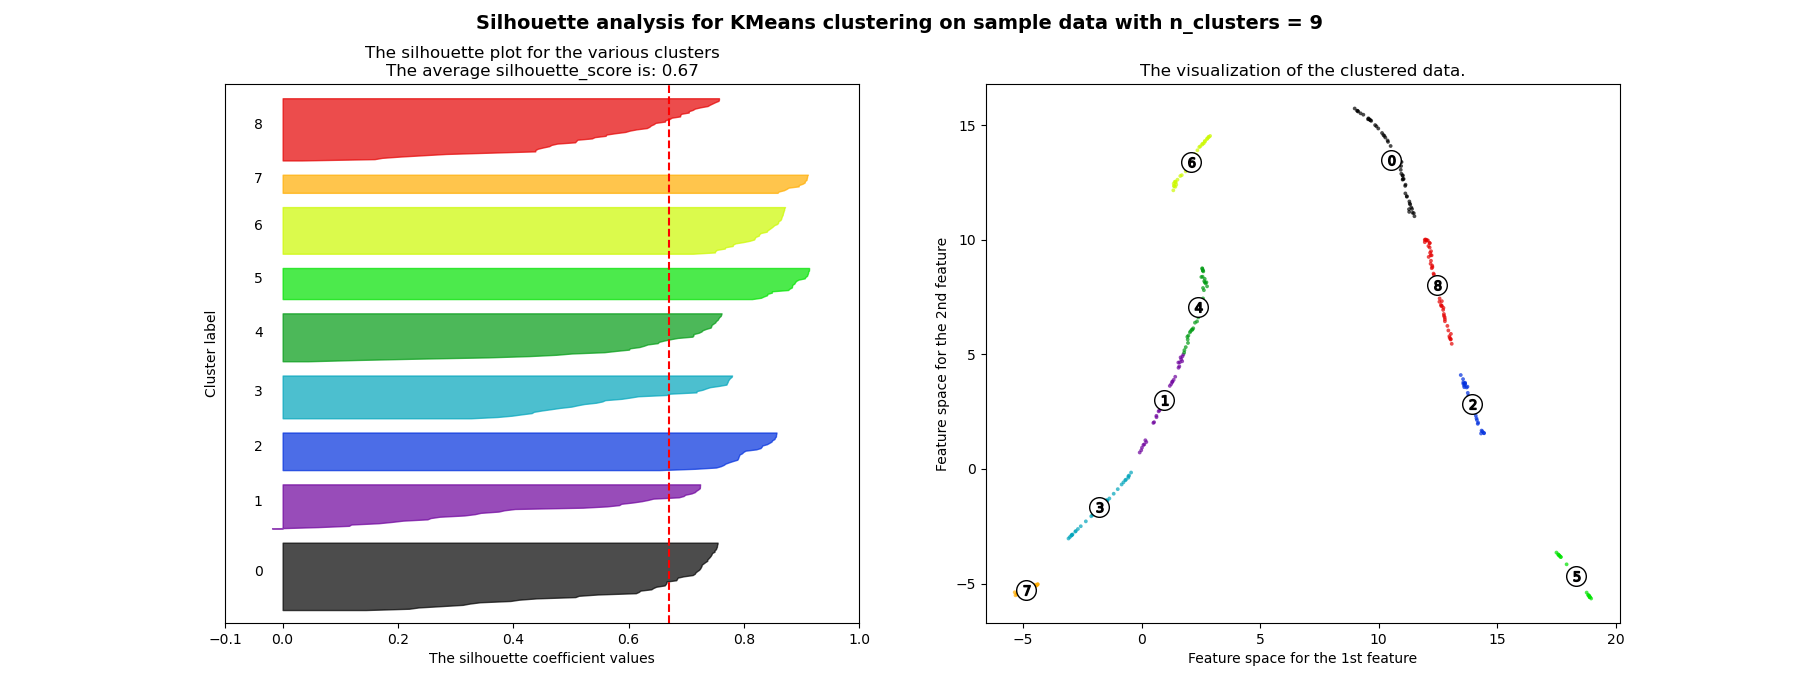 Silhouette analysis for KMeans clustering on sample data with n_clusters = 9
The silhouette plot for the various clusters
The average silhouette_score is: 0.67
8
7
6
5
4
3
2
1
0
Cluster label
−0.1 0.0 0.2 0.4 0.6 0.8 1.0
The silhouette coefficient values
The visualization of the clustered data.
15
10
5
0
−5
Feature space for the 2nd feature
6
0
8
4
1
2
3
5
7
−5 0 5 10 15 20
Feature space for the 1st feature